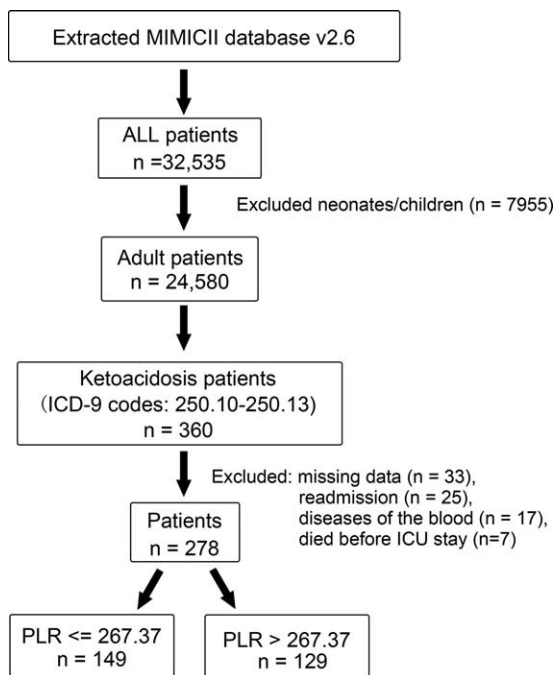 Extracted MIMICII database v2.6
ALL patients
n =32,535
Excluded neonates/children (n = 7955)
Adult patients
n = 24,580
Ketoacidosis patients
(ICD-9 codes: 250.10-250.13)
n = 360
Excluded: missing data (n = 33),
readmission (n = 25),
diseases of the blood (n = 17),
died before ICU stay (n=7)
Patients
n = 278
PLR <= 267.37
n = 149
PLR > 267.37
n = 129